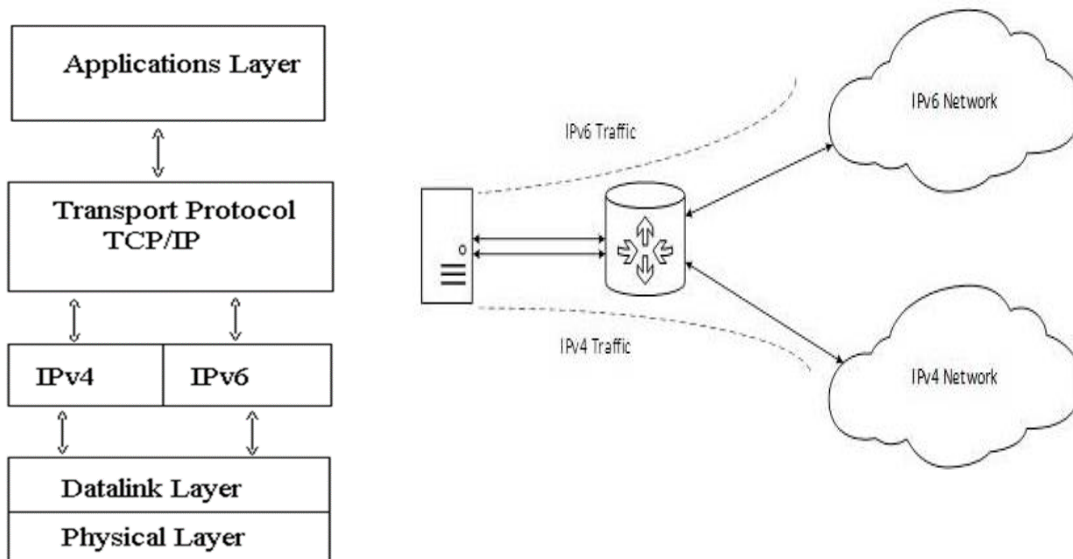 Applications Layer
Transport Protocol
TCP/IP
IPv4 IPv6
Datalink Layer
Physical Layer
IPv6 Network
IPv6 Traffic
IPv4 Traffic
IPv4 Network